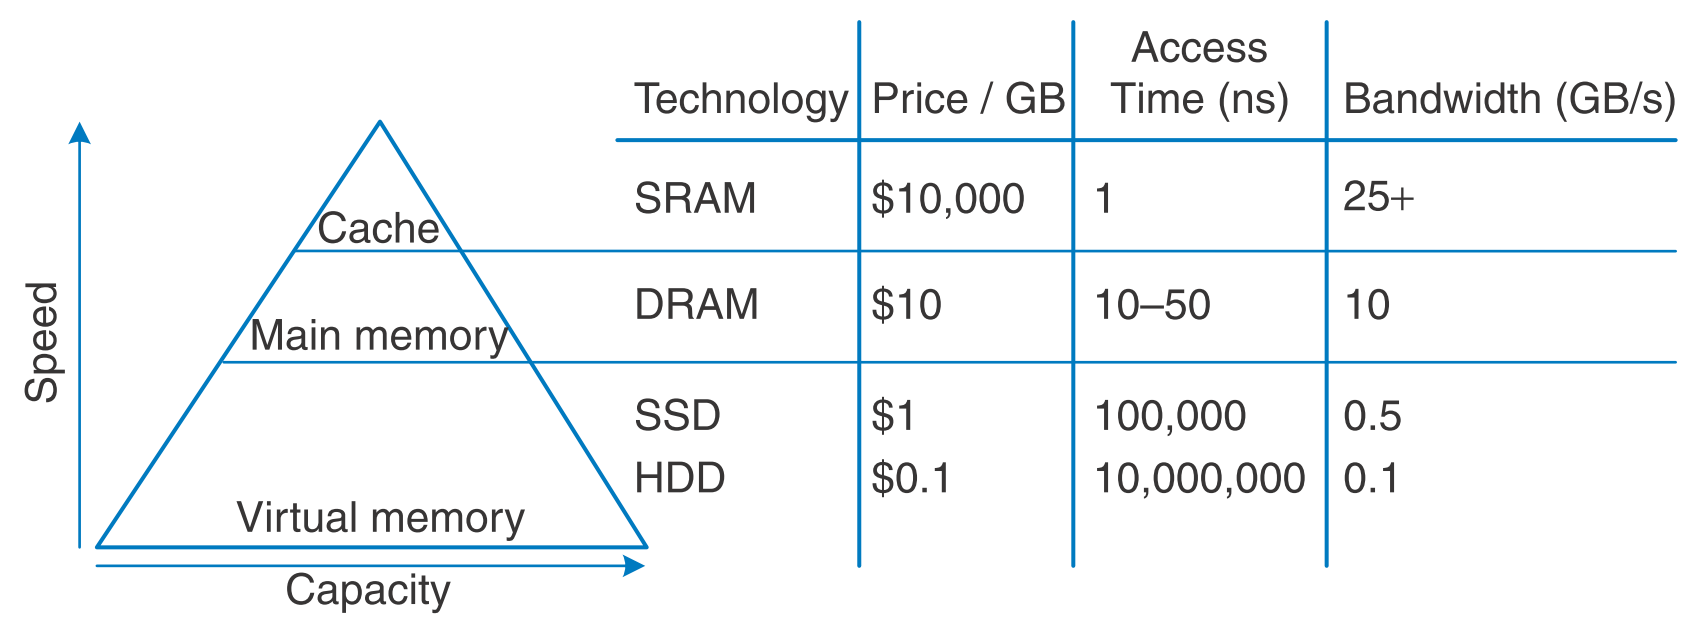 Speed
Cache
Main memory
Virtual memory
Capacity
Technology Price / GB Access Time (ns) Bandwidth (GB/s)
SRAM $10,000 1 25+
DRAM $10 10–50 10
SSD $1 100,000 0.5
HDD $0.1 10,000,000 0.1